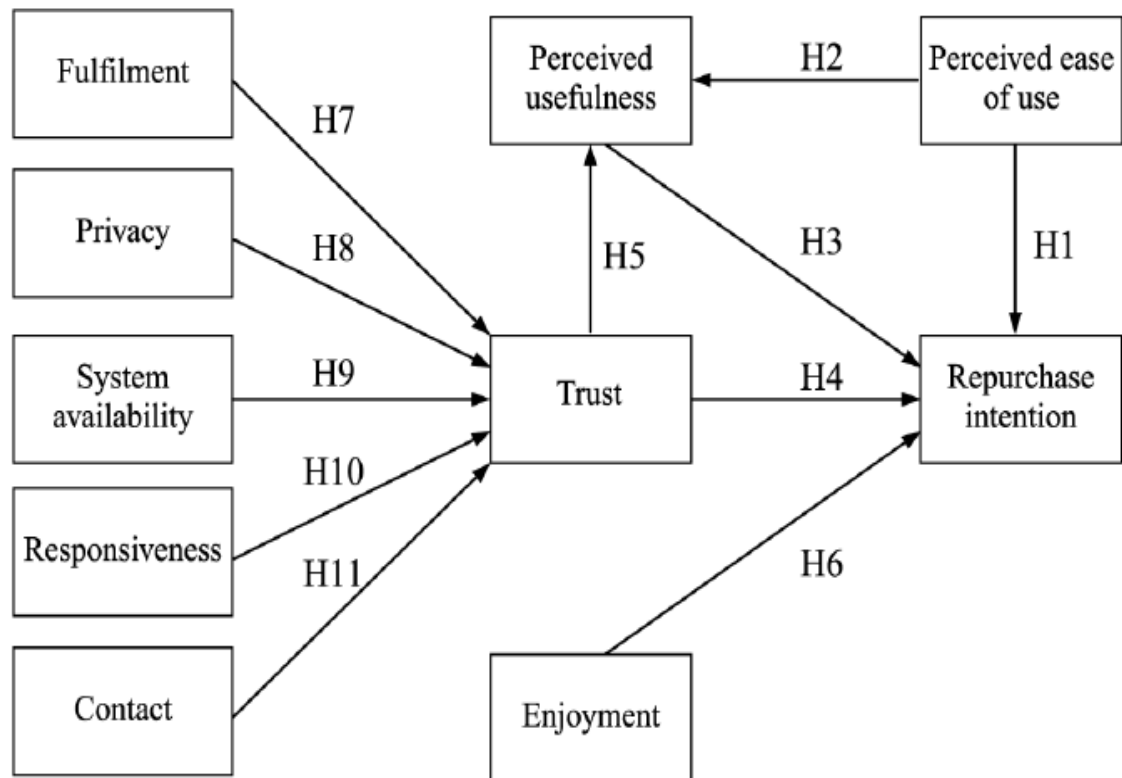 Fulfilment
Perceived
usefulness
H2
Perceived ease
of use
H7
Privacy
H8
H5
H3
H1
System
availability
H9
Trust
H4
Repurchase
intention
H10
Responsiveness
H11
H6
Contact
Enjoyment